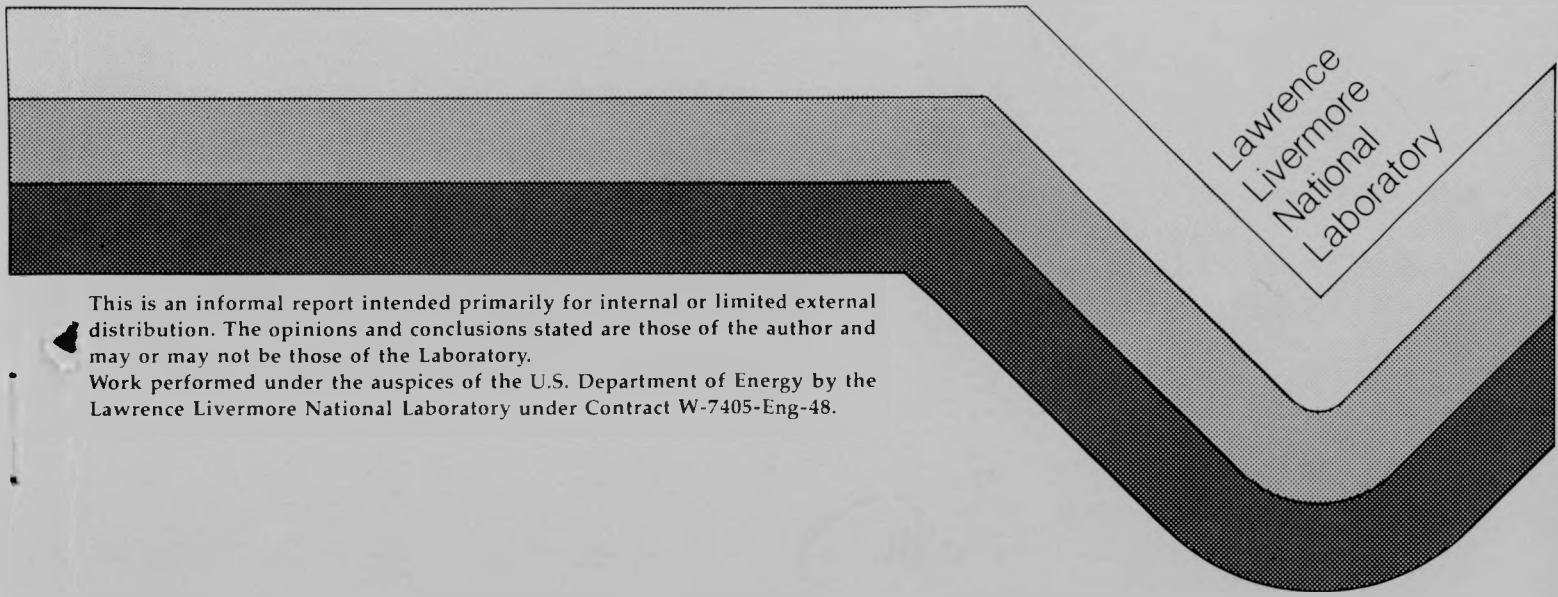 Lawrence
Livermore
National
Laboratory
This is an informal report intended primarily for internal or limited external
distribution. The opinions and conclusions stated are those of the author and
may or may not be those of the Laboratory.
Work performed under the auspices of the U.S. Department of Energy by the
Lawrence Livermore National Laboratory under Contract W-7405-Eng-48.